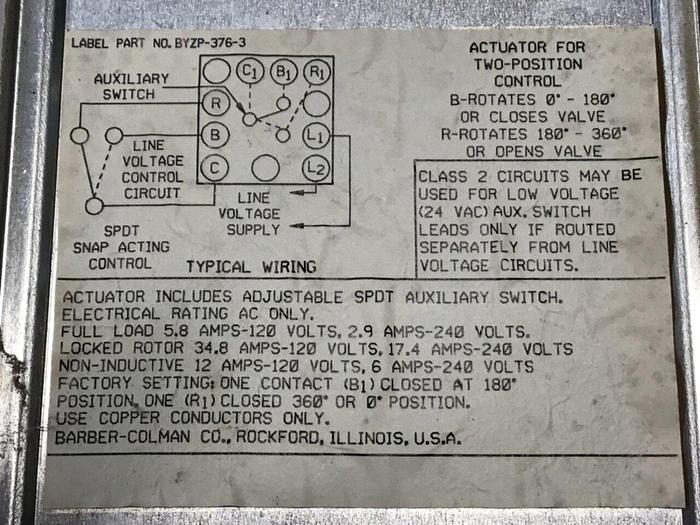 LABEL PART NO. BYZP-376-3
AUXILIARY
SWITCH
C1 B1 R1
R
B L1
C L2
LINE
VOLTAGE
CONTROL
CIRCUIT
LINE
VOLTAGE
SUPPLY
SPDT
SNAP ACTING
CONTROL
TYPICAL WIRING
ACTUATOR FOR
TWO-POSITION
CONTROL
B-ROTATES 0° - 180°
OR CLOSES VALVE
R-ROTATES 180° - 360°
OR OPENS VALVE
CLASS 2 CIRCUITS MAY BE
USED FOR LOW VOLTAGE
(24 VAC) AUX. SWITCH
LEADS ONLY IF ROUTED
SEPARATELY FROM LINE
VOLTAGE CIRCUITS.
ACTUATOR INCLUDES ADJUSTABLE SPDT AUXILIARY SWITCH.
ELECTRICAL RATING AC ONLY.
FULL LOAD 5.8 AMPS-120 VOLTS, 2.9 AMPS-240 VOLTS.
LOCKED ROTOR 34.8 AMPS-120 VOLTS, 17.4 AMPS-240 VOLTS
NON-INDUCTIVE 12 AMPS-120 VOLTS, 6 AMPS-240 VOLTS
FACTORY SETTING: ONE CONTACT (B1) CLOSED AT 180°
POSITION, ONE (R1) CLOSED 360° OR 0° POSITION.
USE COPPER CONDUCTORS ONLY.
BARBER-COLMAN CO., ROCKFORD, ILLINOIS, U.S.A.